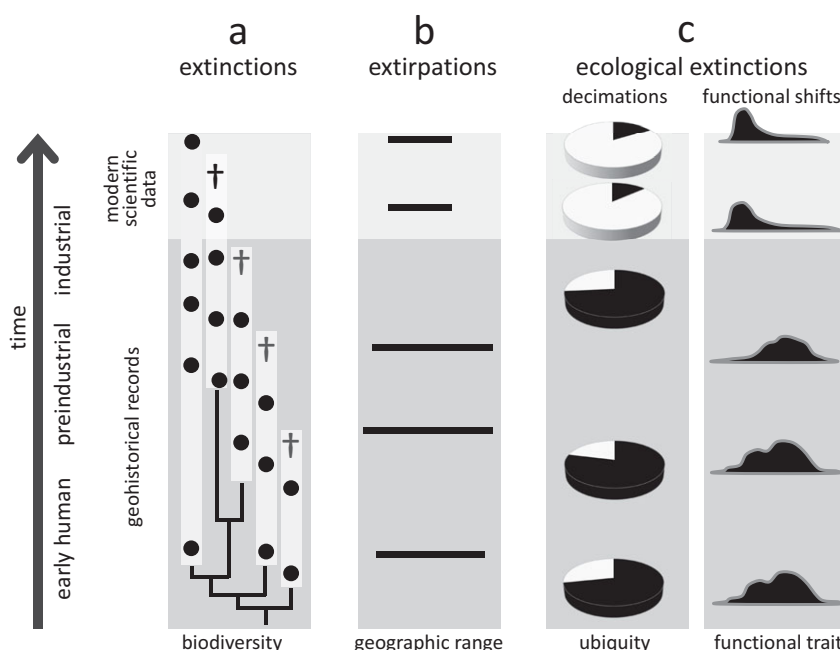 a
b
c
extinctions
extirpations
ecological extinctions
decimations
functional shifts
time
industrial
preindustrial
early human
modern
scientific
data
geohistorical records
†
†
†
†
biodiversity
geographic range
ubiquity
functional trait